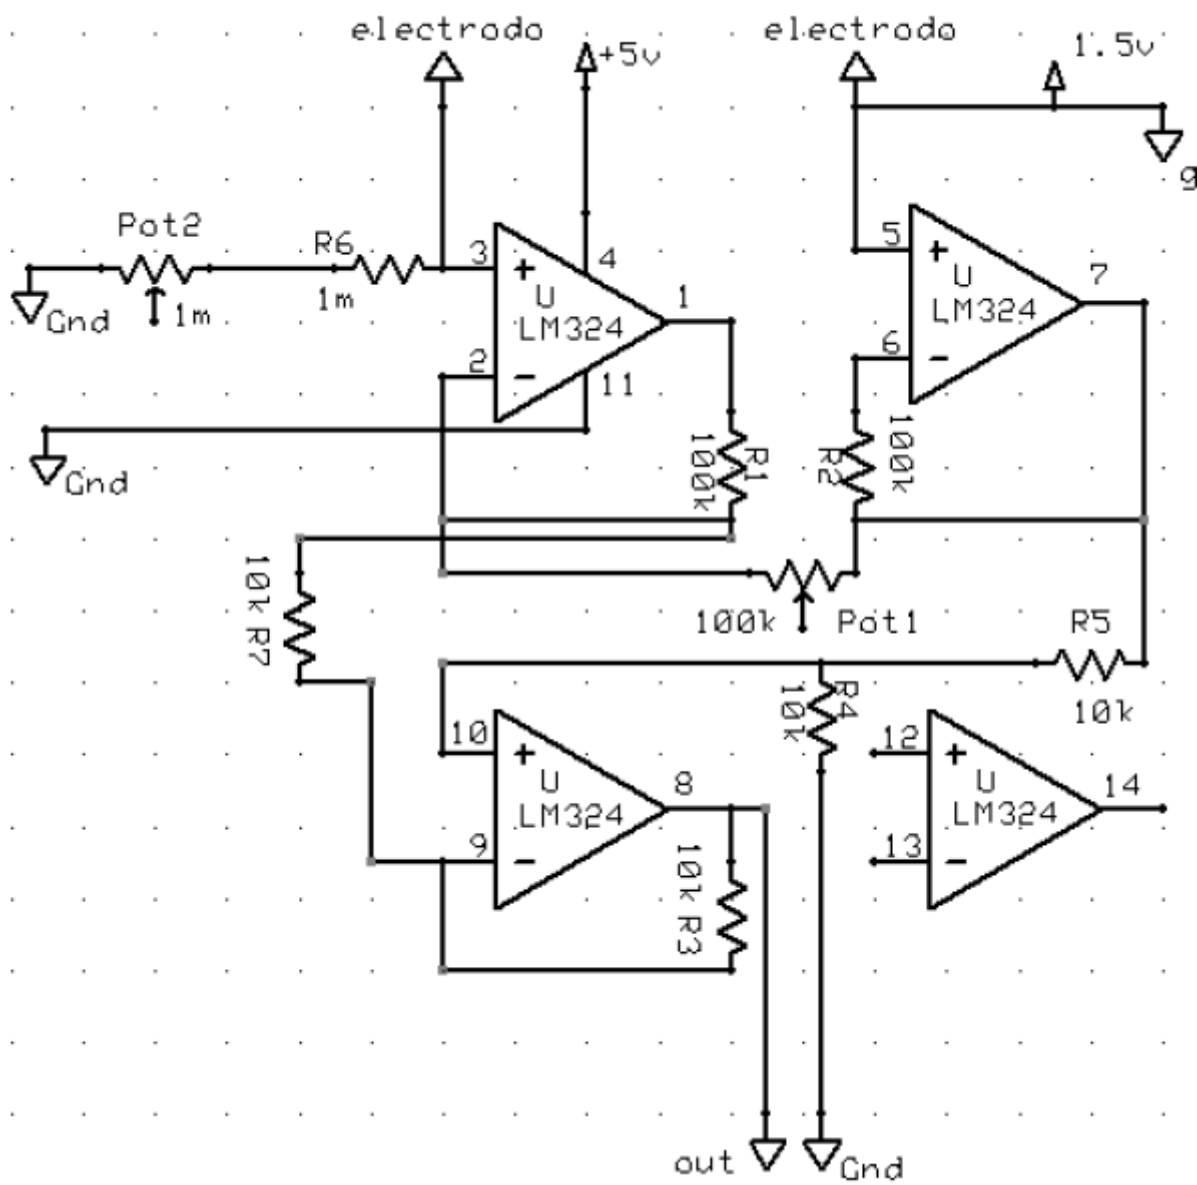 electrodo
+5v
electrodo
1.5v
g
Pot2
1m
Gnd
R6
1m
3
4
U
LM324
1
2
11
Gnd
5
U
LM324
7
6
R1
100k
R2
100k
10k R7
100k
Pot1
R5
10k
R4
10k
10
U
LM324
8
9
10k R3
12
U
LM324
14
13
out
Gnd